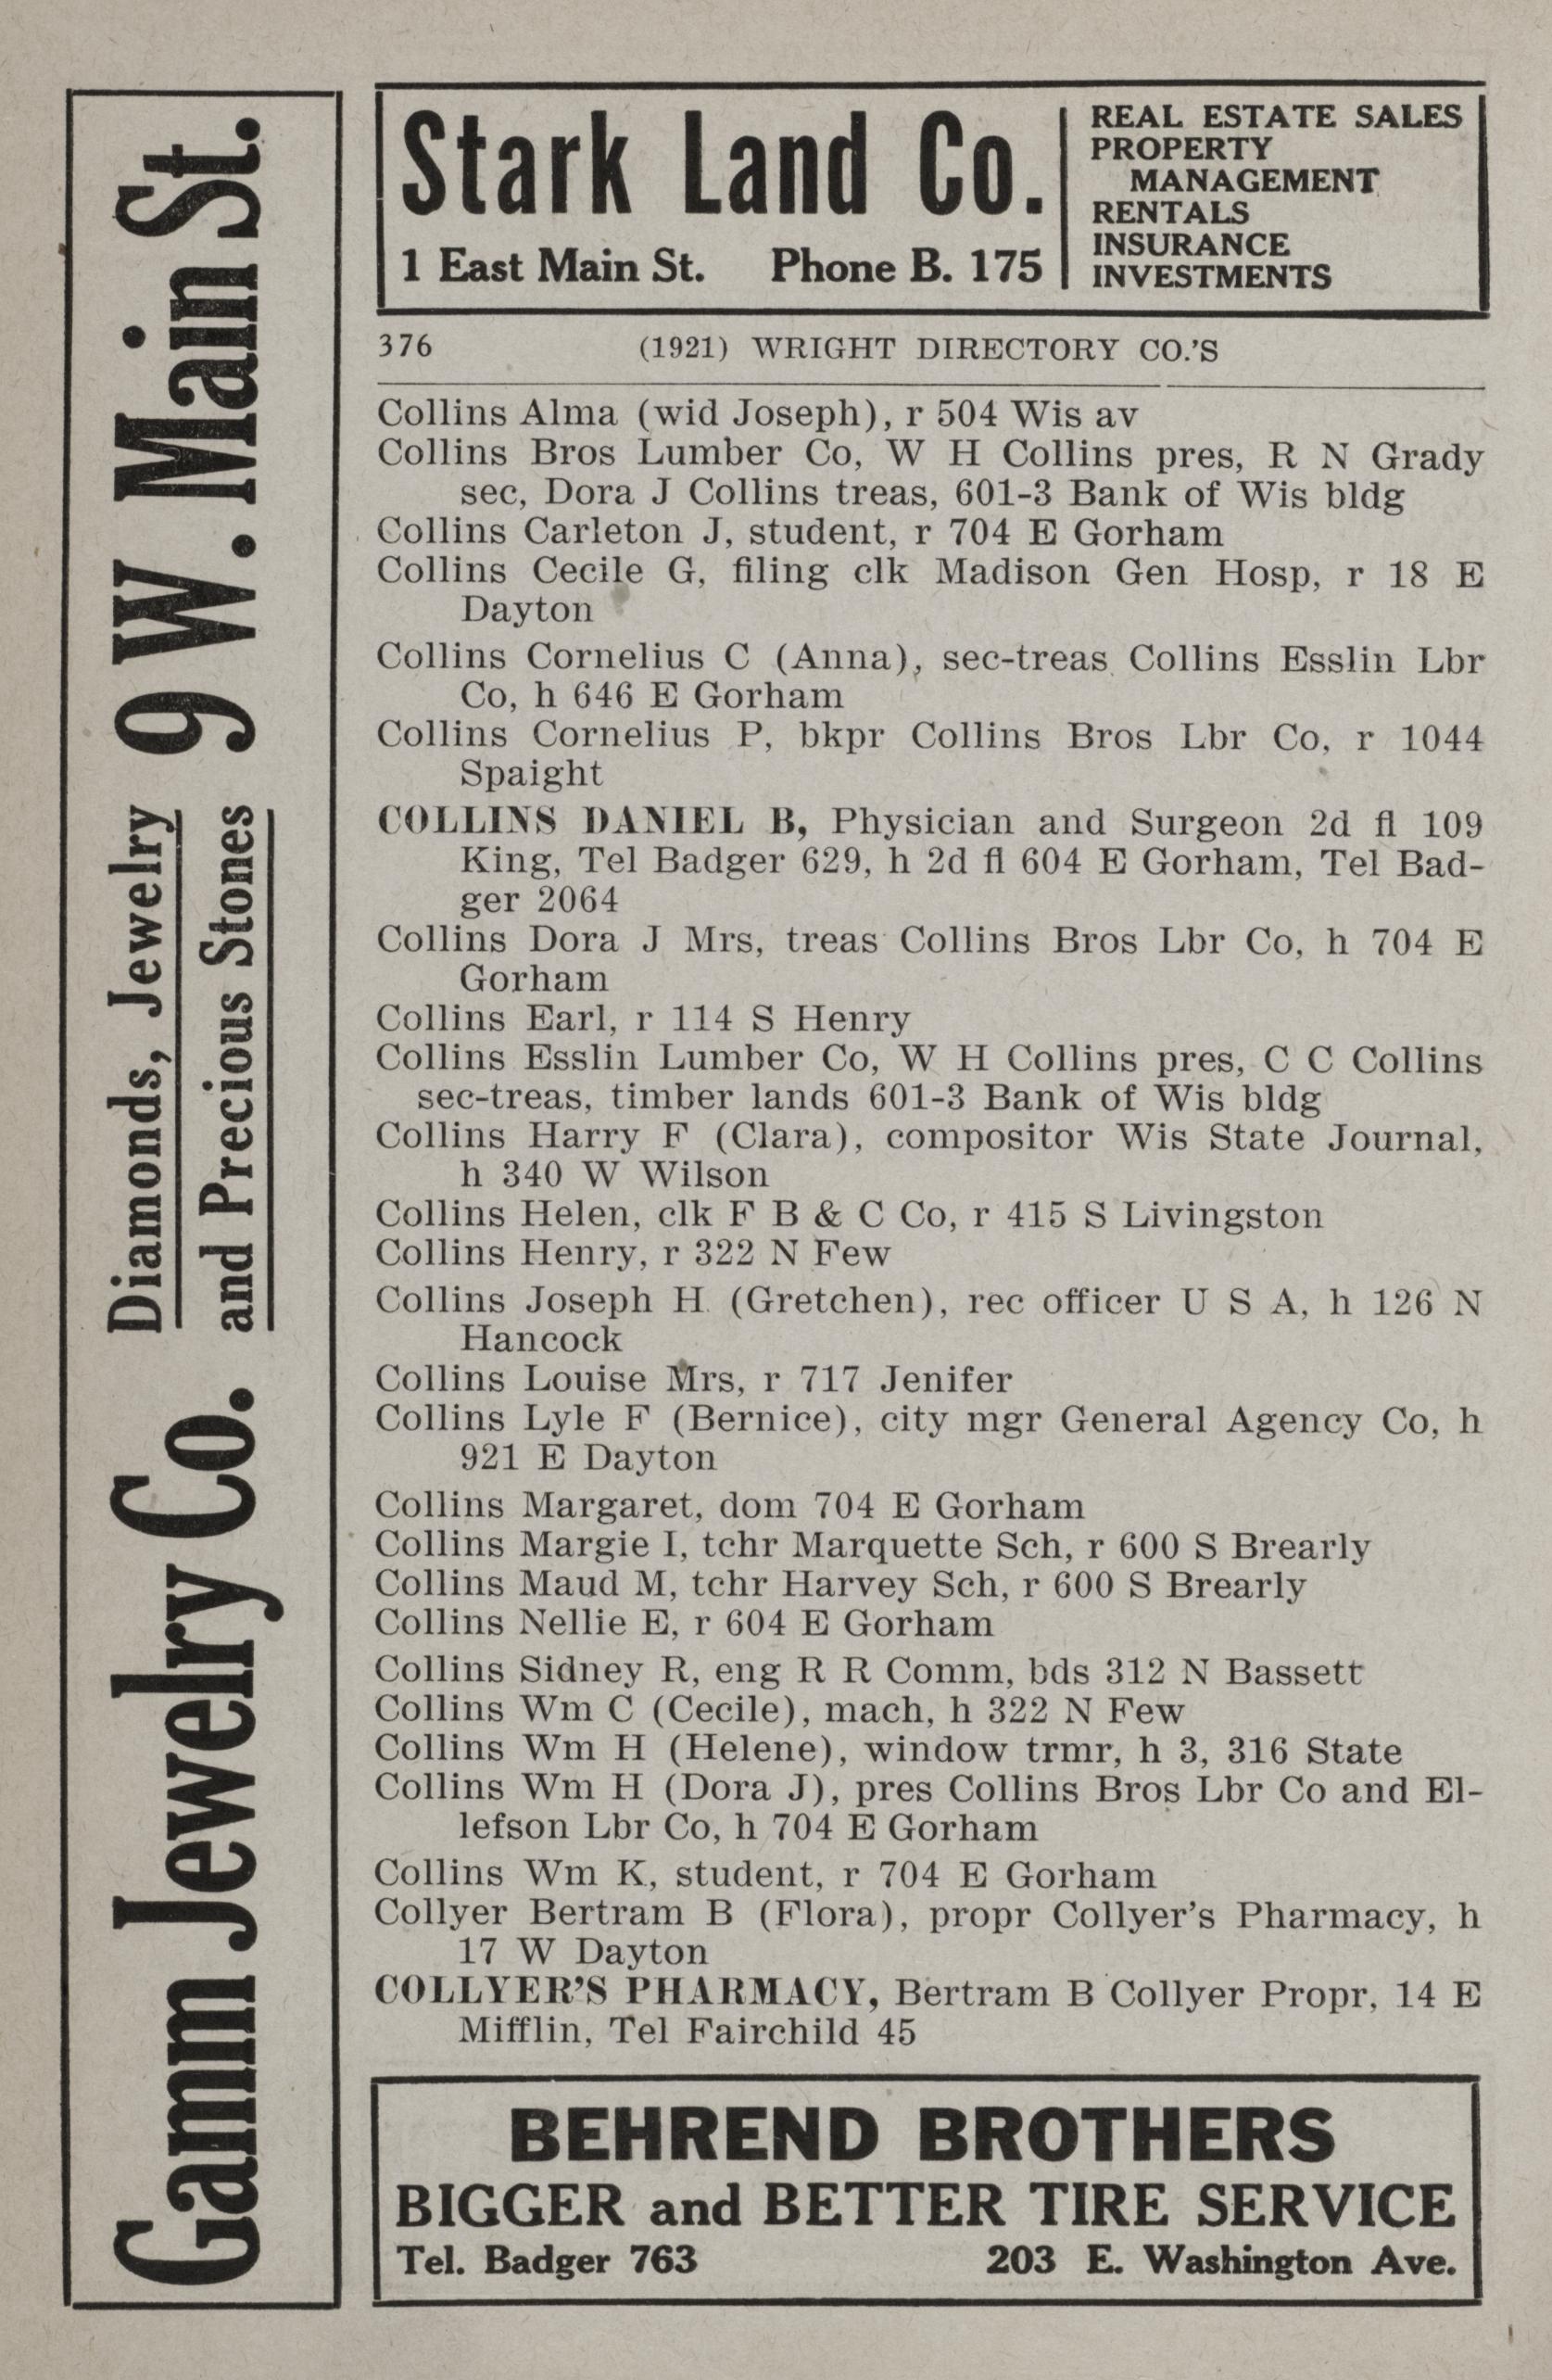 Gamm Jewelry Co. Diamonds, Jewelry and Precious Stones 9 W. Main St.
Stark Land Co.
1 East Main St. Phone B. 175
REAL ESTATE SALES
PROPERTY
MANAGEMENT
RENTALS
INSURANCE
INVESTMENTS
376 (1921) WRIGHT DIRECTORY CO.'S
Collins Alma (wid Joseph), r 504 Wis av
Collins Bros Lumber Co, W H Collins pres, R N Grady
sec, Dora J Collins treas, 601-3 Bank of Wis bldg
Collins Carleton J, student, r 704 E Gorham
Collins Cecile G, filing clk Madison Gen Hosp, r 18 E
Dayton
Collins Cornelius C (Anna), sec-treas Collins Esslin Lbr
Co, h 646 E Gorham
Collins Cornelius P, bkpr Collins Bros Lbr Co, r 1044
Spaight
COLLINS DANIEL B, Physician and Surgeon 2d fl 109
King, Tel Badger 629, h 2d fl 604 E Gorham, Tel Bad-
ger 2064
Collins Dora J Mrs, treas Collins Bros Lbr Co, h 704 E
Gorham
Collins Earl, r 114 S Henry
Collins Esslin Lumber Co, W H Collins pres, C C Collins
sec-treas, timber lands 601-3 Bank of Wis bldg
Collins Harry F (Clara), compositor Wis State Journal,
h 340 W Wilson
Collins Helen, clk F B & C Co, r 415 S Livingston
Collins Henry, r 322 N Few
Collins Joseph H (Gretchen), rec officer U S A, h 126 N
Hancock
Collins Louise Mrs, r 717 Jenifer
Collins Lyle F (Bernice), city mgr General Agency Co, h
921 E Dayton
Collins Margaret, dom 704 E Gorham
Collins Margie I, tchr Marquette Sch, r 600 S Brearly
Collins Maud M, tchr Harvey Sch, r 600 S Brearly
Collins Nellie E, r 604 E Gorham
Collins Sidney R, eng R R Comm, bds 312 N Bassett
Collins Wm C (Cecile), mach, h 322 N Few
Collins Wm H (Helene), window trmr, h 3, 316 State
Collins Wm H (Dora J), pres Collins Bros Lbr Co and El-
lefson Lbr Co, h 704 E Gorham
Collins Wm K, student, r 704 E Gorham
Collyer Bertram B (Flora), propr Collyer's Pharmacy, h
17 W Dayton
COLLYER'S PHARMACY, Bertram B Collyer Propr, 14 E
Mifflin, Tel Fairchild 45
BEHREND BROTHERS
BIGGER and BETTER TIRE SERVICE
Tel. Badger 763 203 E. Washington Ave.